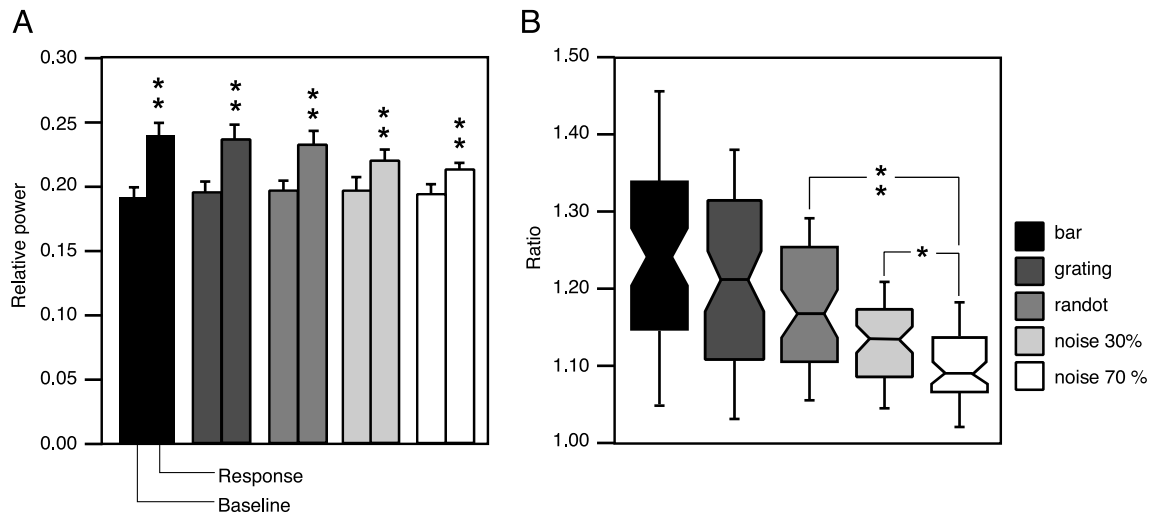 A
0.30
0.25
0.20
0.15
0.10
0.05
0.00
Relative power
* *
* *
* *
* *
* *
Response
Baseline
B
1.50
1.40
1.30
1.20
1.10
1.00
Ratio
* *
*
bar
grating
randot
noise 30%
noise 70 %